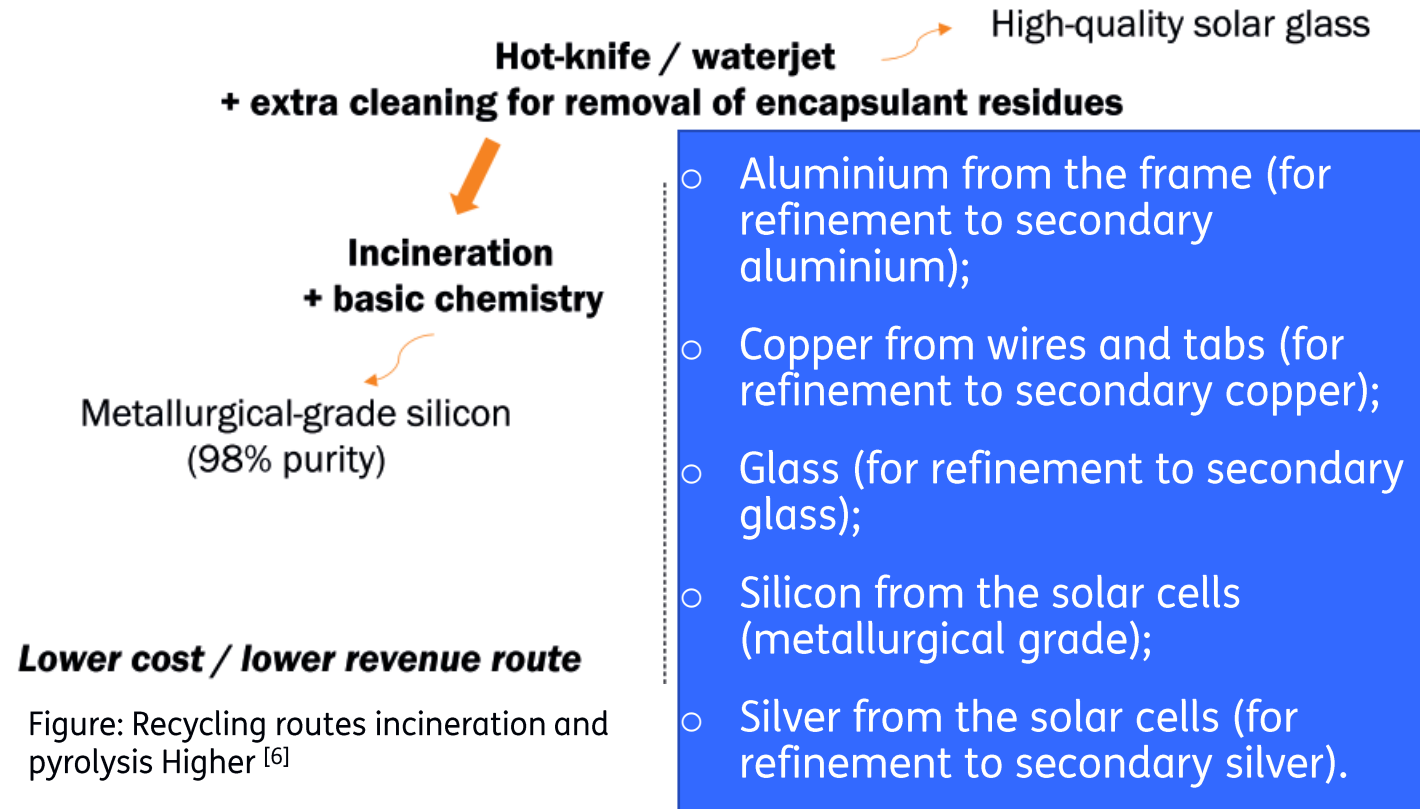 High-quality solar glass
Hot-knife / waterjet
+ extra cleaning for removal of encapsulant residues
Incineration
+ basic chemistry
Metallurgical-grade silicon
(98% purity)
Lower cost / lower revenue route
Figure: Recycling routes incineration and
pyrolysis Higher [6]
○ Aluminium from the frame (for
refinement to secondary
aluminium);
○ Copper from wires and tabs (for
refinement to secondary copper);
○ Glass (for refinement to secondary
glass);
○ Silicon from the solar cells
(metallurgical grade);
○ Silver from the solar cells (for
refinement to secondary silver).